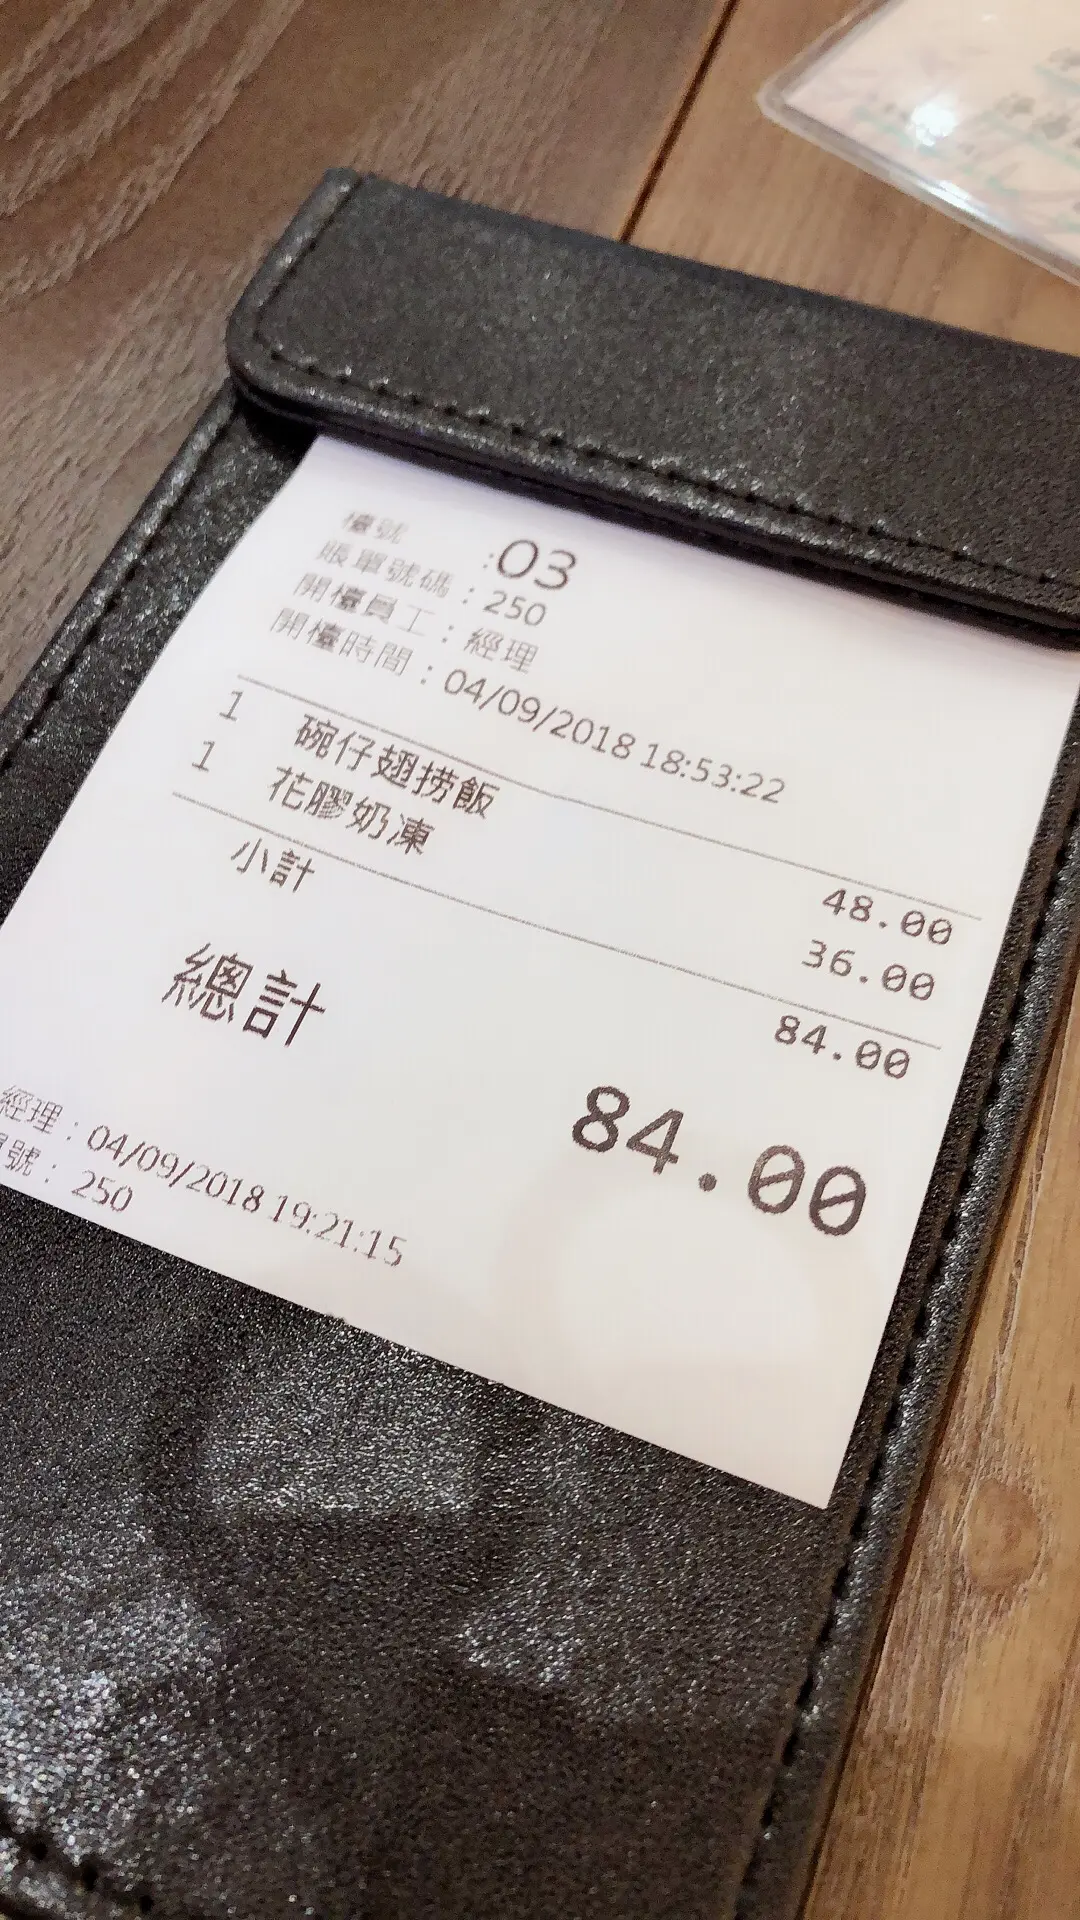 檯號 :03
賬單號碼 : 250
開檯員工 : 經理
開檯時間 : 04/09/2018 18:53:22
1 碗仔翅撈飯 48.00
1 花膠奶凍 36.00
小計 84.00
總計 84.00
經理 : 04/09/2018 19:21:15
單號 : 250